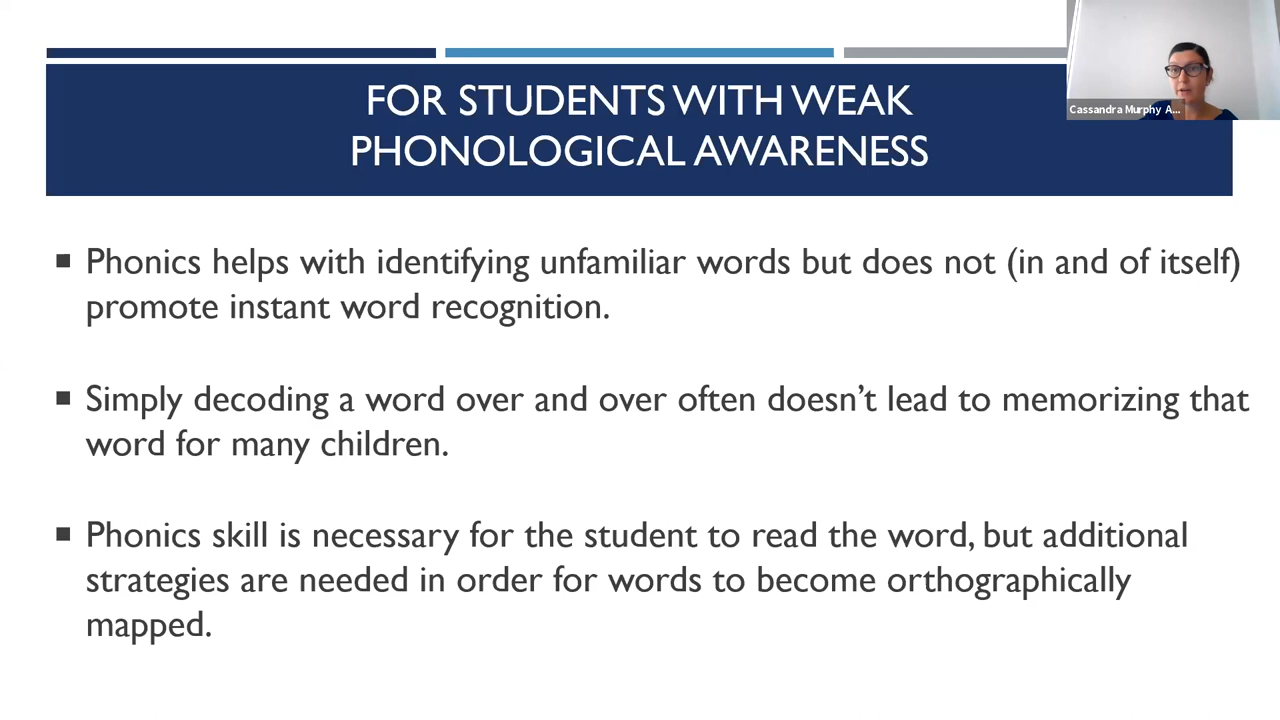 FOR STUDENTS WITH WEAK
PHONOLOGICAL AWARENESS
Cassandra Murphy A...
▪ Phonics helps with identifying unfamiliar words but does not (in and of itself)
promote instant word recognition.
▪ Simply decoding a word over and over often doesn't lead to memorizing that
word for many children.
▪ Phonics skill is necessary for the student to read the word, but additional
strategies are needed in order for words to become orthographically
mapped.